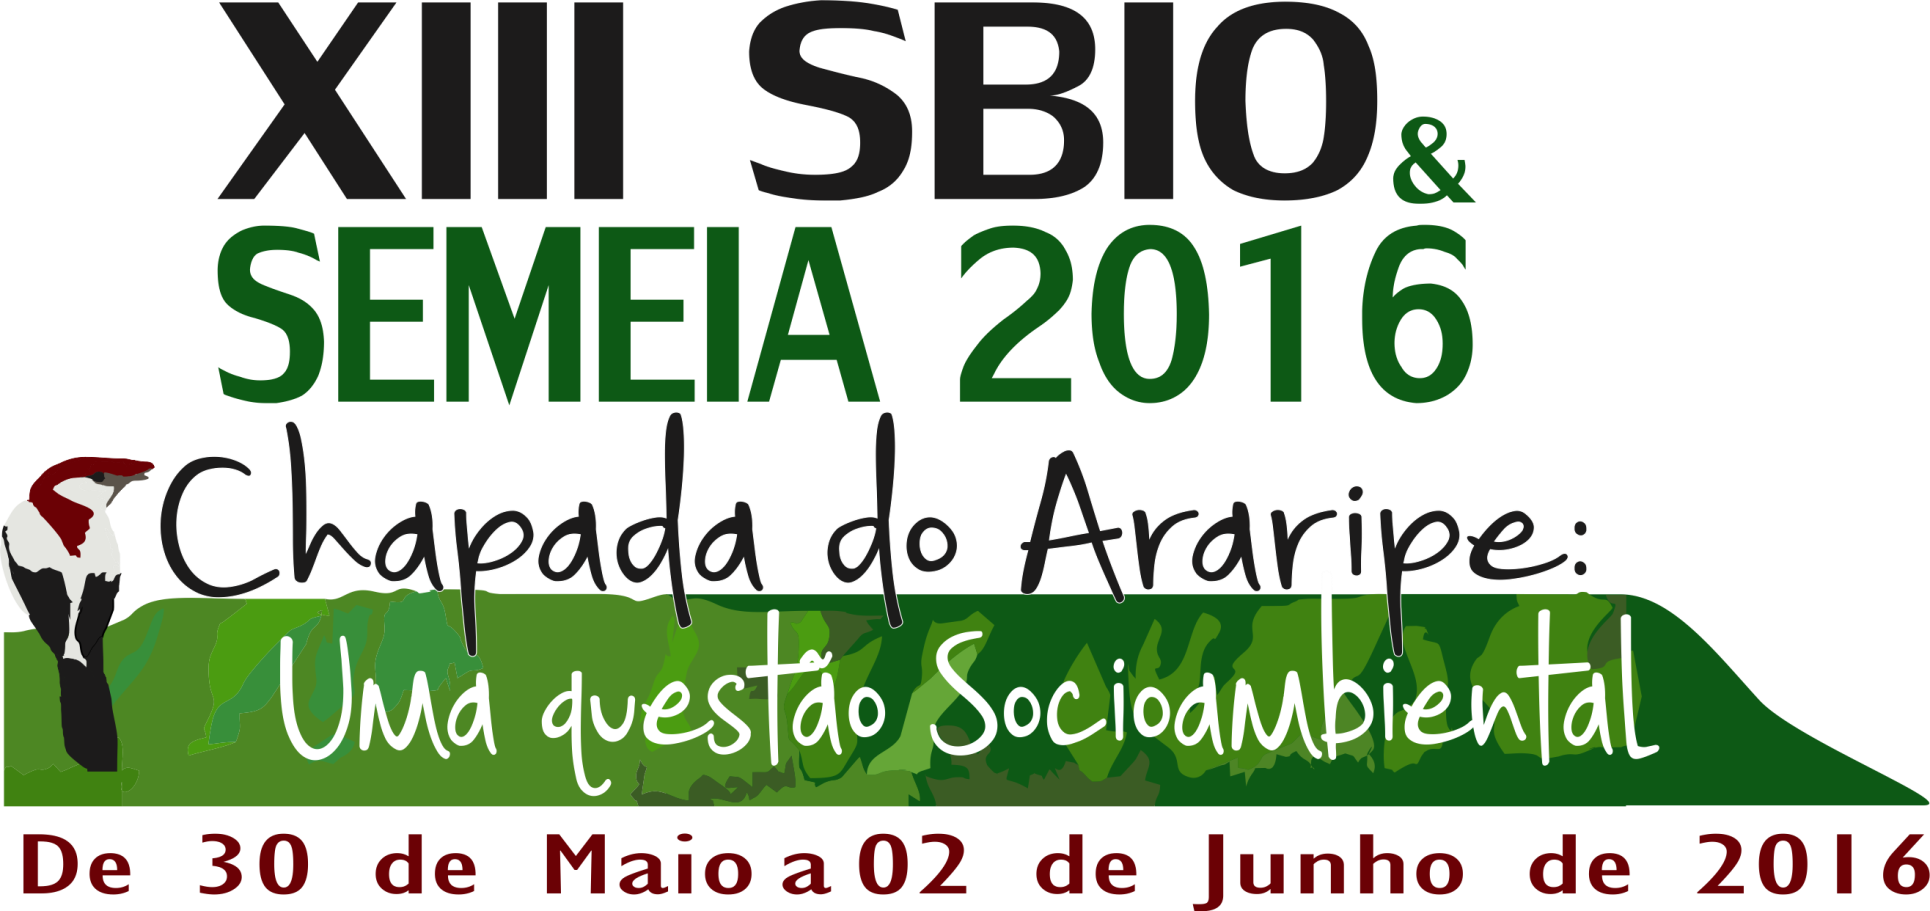 XIII SBIO &
SEMEIA 2016
Chapada do Araripe:
Uma questão Socioambiental
De 30 de Maio a 02 de Junho de 2016